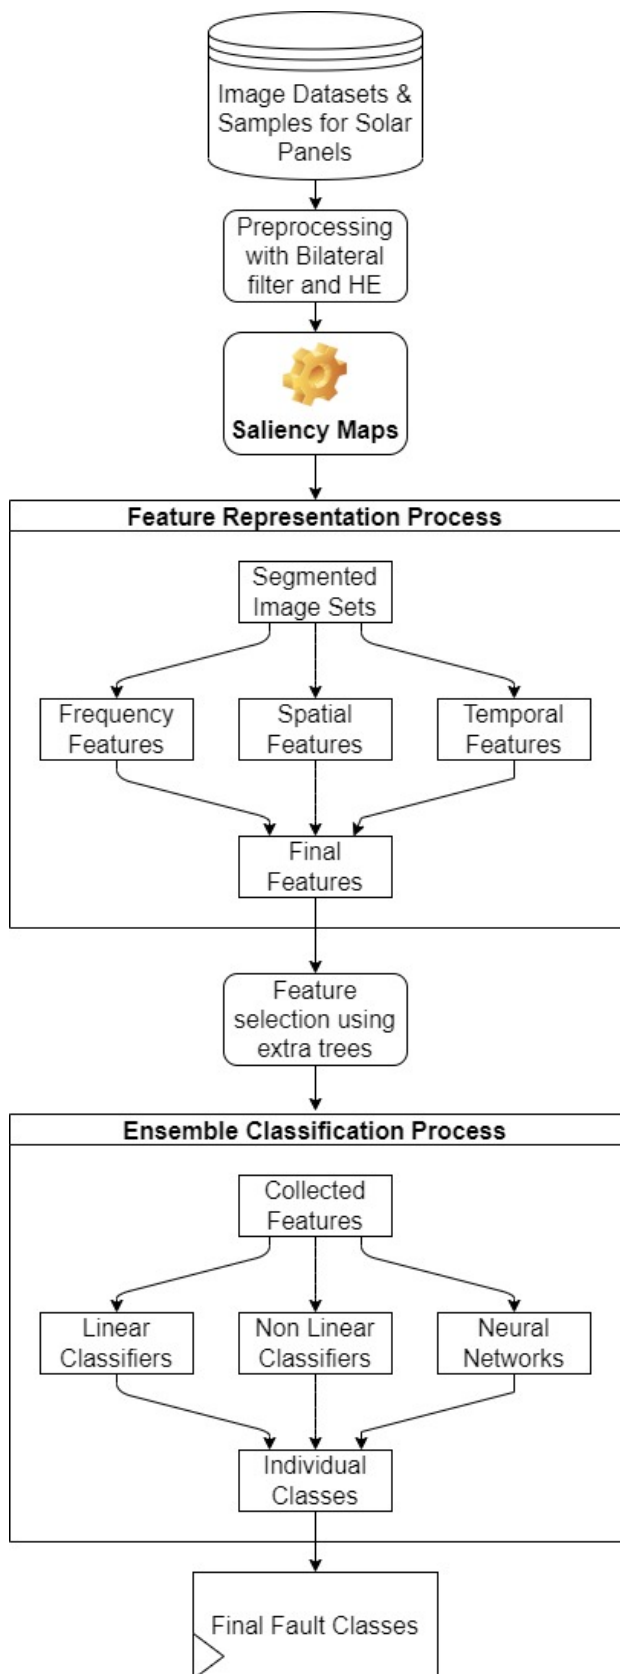 Image Datasets &
Samples for Solar
Panels
Preprocessing
with Bilateral
filter and HE
Saliency Maps
Feature Representation Process
Segmented
Image Sets
Frequency
Features
Spatial
Features
Temporal
Features
Final
Features
Feature
selection using
extra trees
Ensemble Classification Process
Collected
Features
Linear
Classifiers
Non Linear
Classifiers
Neural
Networks
Individual
Classes
Final Fault Classes